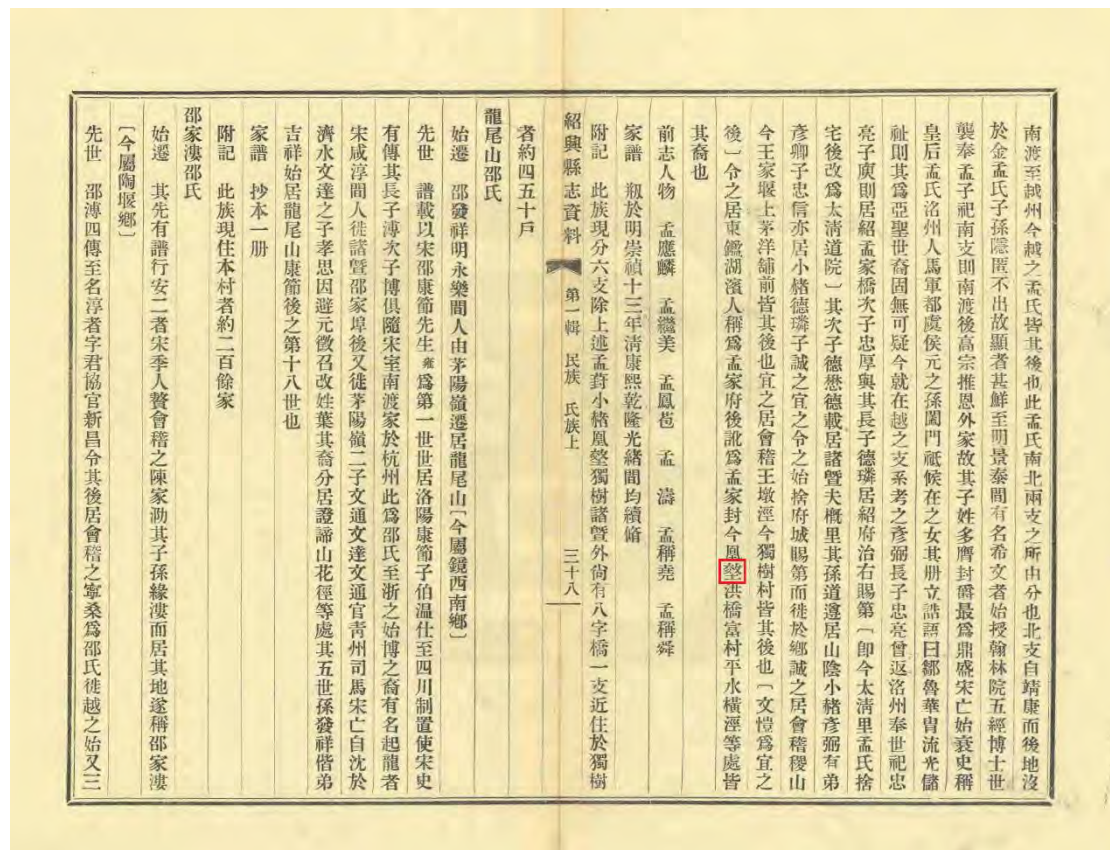 南渡至越州今越之孟氏皆其後也此孟氏南北兩支之所由分也北支自靖康而後地沒
於金孟氏子孫隱匿不出故顯者甚鮮至明景泰間有名希文者始授翰林院五經博士世
襲奉孟子祀南支則南渡後高宗推恩外家故其子姓多膺封爵最爲鼎盛宋亡始衰史稱
皇后孟氏洺州人馬軍都虞侯元之孫閤門祗候在之女其册立誥語曰鄒魯華胄流光儲
祉則其爲亞聖世裔固無可疑今就在越之支系考之彥弼長子忠亮曾返洺州奉世祀忠
亮子庾則居紹孟家橋次子忠厚與其長子德璘居紹府治右賜第〔即今太淸里孟氏捨
宅後改爲太淸道院〕其次子德懋德載居諸曁夫槪里其孫道遵居山陰小赭彥弼有弟
彥卿子忠信亦居小赭德璘子誠之宜之令之始捨府城賜第而徙於鄕誠之居會稽稷山
今王家堰上茅洋舖前皆其後也宜之居會稽王墩涇今獨樹村皆其後也〔文愷爲宜之
後〕令之居東鑑湖濱人稱爲孟家府後訛爲孟家封今鳳㙬洪橋富村平水橫涇等處皆
其裔也
前志人物 孟應麟 孟繼美 孟鳳苞 孟濤 孟稱堯 孟稱舜
家譜 剏於明崇禎十三年淸康熙乾隆光緖間均續脩
附記 此族現分六支除上述孟葑小赭鳳㙬獨樹諸曁外尙有八字橋一支近住於獨樹
紹興縣志資料 第一輯 民族 氏族上 三十八
者約四五十戶
龍尾山邵氏
始遷 邵發祥明永樂間人由茅陽嶺遷居龍尾山〔今屬鏡西南鄕〕
先世 譜載以宋邵康節先生雍爲第一世世居洛陽康節子伯溫仕至四川制置使宋史
有傳其長子溥次子博俱隨宋室南渡家於杭州此爲邵氏至浙之始博之裔有名起龍者
宋咸淳間人徙諸曁邵家埠後又徙茅陽嶺二子文通文達文通官靑州司馬宋亡自沈於
濟水文達之子孝思因避元徵召改姓葉其裔分居證諦山花徑等處其五世孫發祥偕弟
吉祥始居龍尾山康節後之第十八世也
家譜 抄本一册
附記 此族現住本村者約二百餘家
邵家漊邵氏
始遷 其先有譜行安二者宋季人贅會稽之陳家泐其子孫緣漊而居其地遂稱邵家漊
〔今屬陶堰鄕〕
先世 邵溥四傳至名淳者字君協官新昌令其後居會稽之寧桑爲邵氏徙越之始又三